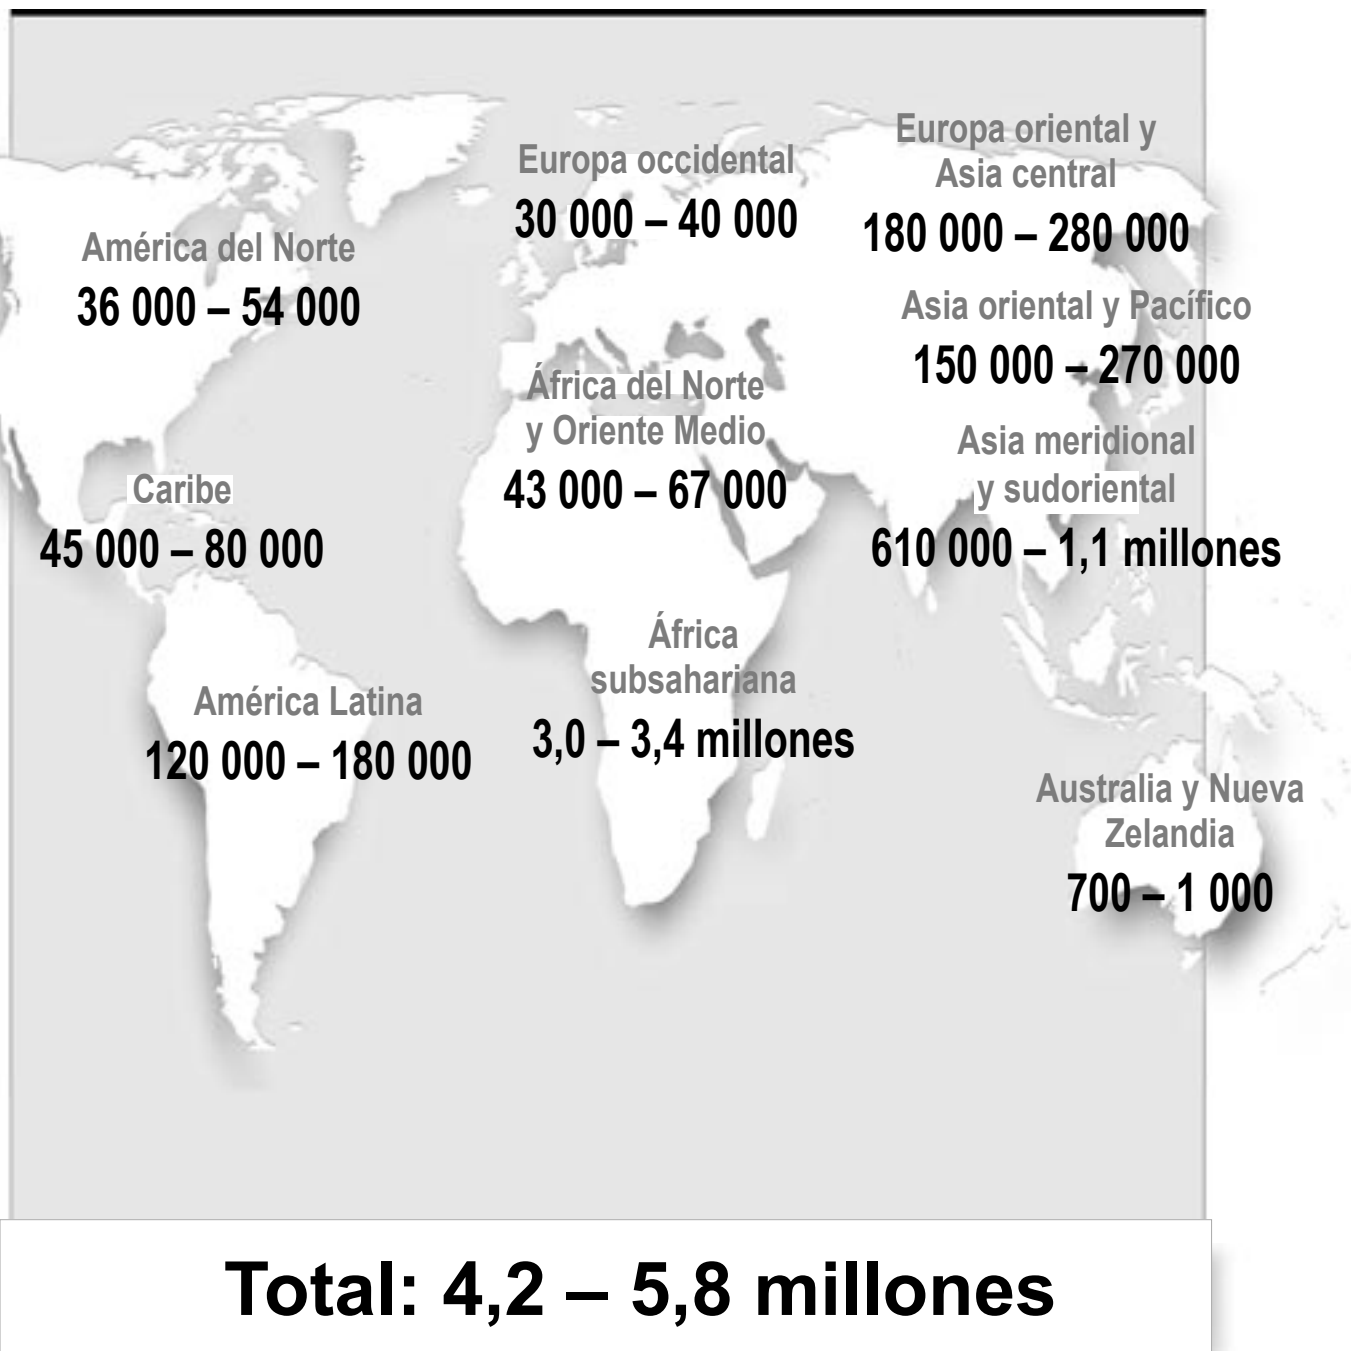 Europa oriental y
Asia central
180 000 – 280 000
Europa occidental
30 000 – 40 000
América del Norte
36 000 – 54 000
Asia oriental y Pacífico
150 000 – 270 000
África del Norte
y Oriente Medio
43 000 – 67 000
Asia meridional
y sudoriental
610 000 – 1,1 millones
Caribe
45 000 – 80 000
África
subsahariana
3,0 – 3,4 millones
América Latina
120 000 – 180 000
Australia y Nueva
Zelandia
700 – 1 000
Total: 4,2 – 5,8 millones